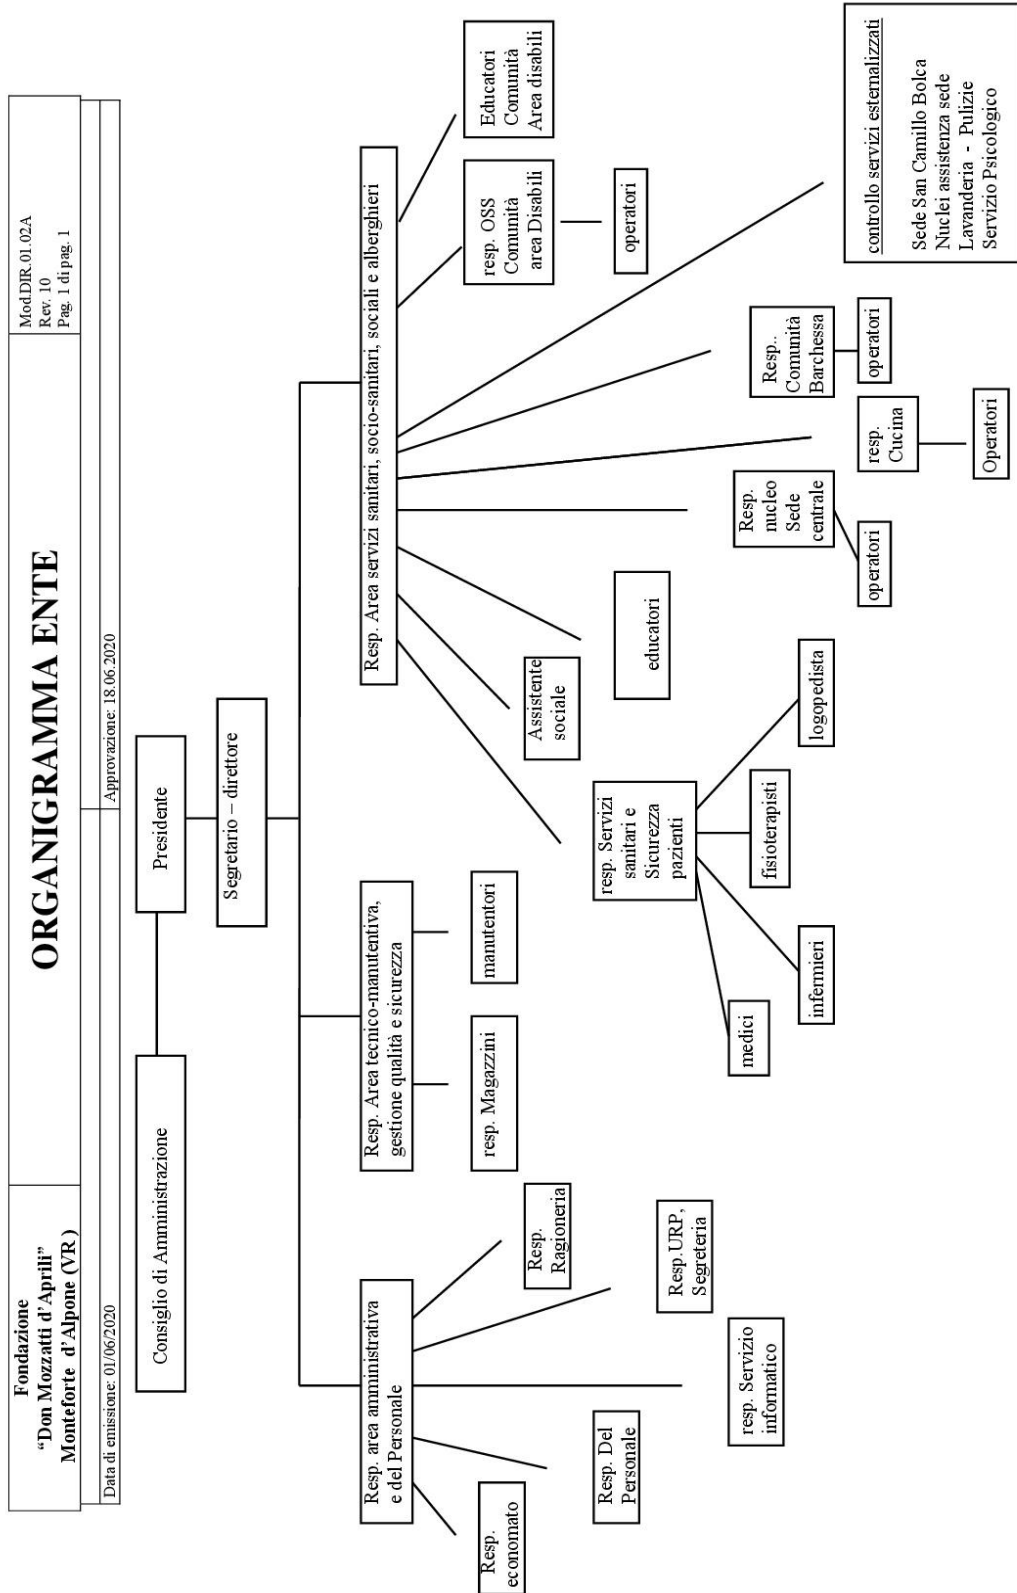 Fondazione
“Don Mozzatti d’Aprili”
Monteforte d’Alpone (VR )
ORGANIGRAMMA ENTE
Mod.DIR.01.02A
Rev. 10
Pag. 1 di pag. 1
Data di emissione: 01/06/2020
Approvazione: 18.06.2020
Consiglio di Amministrazione
Presidente
Segretario – direttore
Resp. area amministrativa
e del Personale
Resp. Area tecnico-manutentiva,
gestione qualità e sicurezza
Resp. Area servizi sanitari, socio-sanitari, sociali e alberghieri
Resp.
economato
Resp. Del
Personale
resp. Servizio
informatico
Resp.URP,
Segreteria
Resp.
Ragioneria
resp. Magazzini
manutentori
resp. Servizi
sanitari e
Sicurezza
pazienti
medici
infermieri
fisioterapisti
logopedista
Assistente
sociale
educatori
Resp.
nucleo
Sede
centrale
operatori
resp.
Cucina
Operatori
Resp..
Comunità
Barchessa
operatori
resp. OSS
Comunità
area Disabili
operatori
Educatori
Comunità
Area disabili
controllo servizi esternalizzati
Sede San Camillo Bolca
Nuclei assistenza sede
Lavanderia - Pulizie
Servizio Psicologico